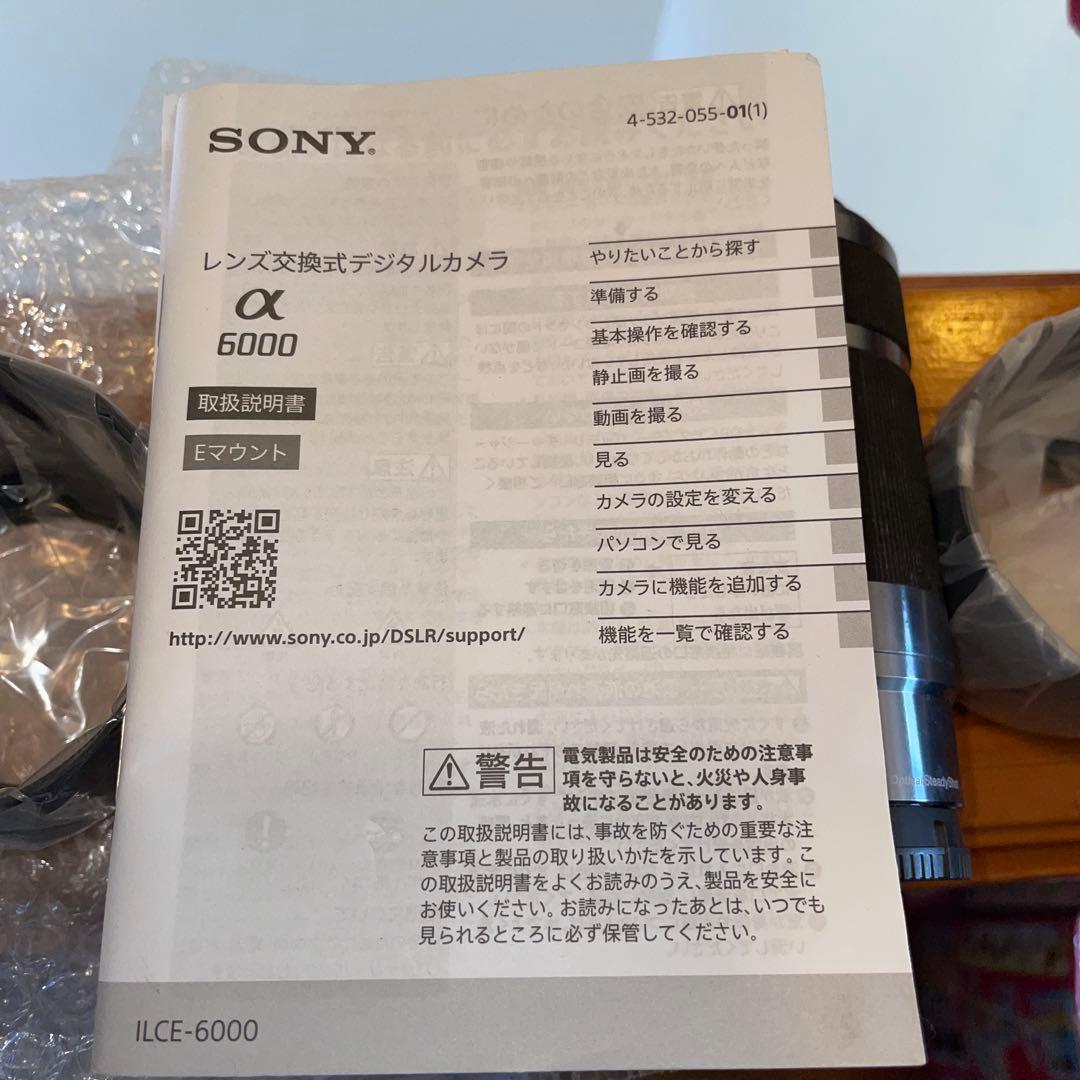 SONY®
4-532-055-01(1)
レンズ交換式デジタルカメラ
α
6000
取扱説明書
Eマウント
http://www.sony.co.jp/DSLR/support/
やりたいことから探す
準備する
基本操作を確認する
静止画を撮る
動画を撮る
見る
カメラの設定を変える
パソコンで見る
カメラに機能を追加する
機能を一覧で確認する
警告
電気製品は安全のための注意事
項を守らないと、火災や人身事
故になることがあります。
この取扱説明書には、事故を防ぐための重要な注
意事項と製品の取り扱いかたを示しています。こ
の取扱説明書をよくお読みのうえ、製品を安全に
お使いください。お読みになったあとは、いつでも
見られるところに必ず保管してください。
ILCE-6000
Optical SteadyShot